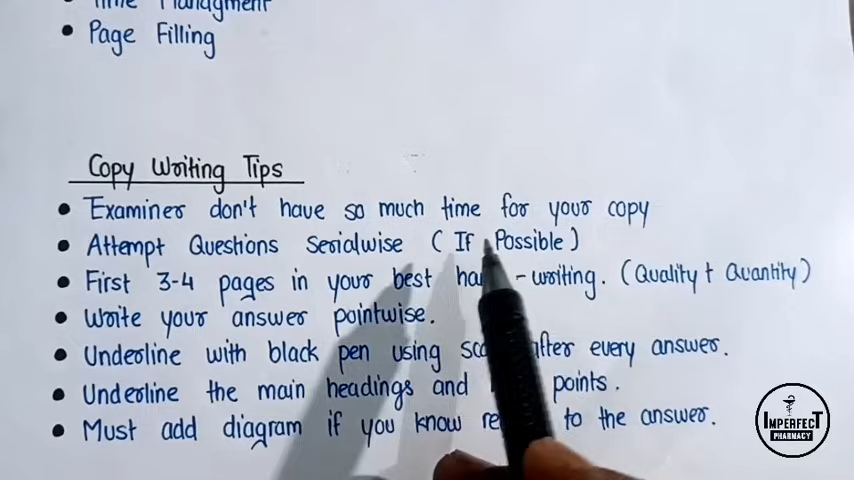 Time Managment
• Page Filling
Copy Writing Tips
• Examiner don't have so much time for your copy
• Attempt Questions Serialwise ( If Possible )
• First 3-4 pages in your best - writing. (Quality + Quantity)
• Write your answer pointwise.
• Underline with black pen using after every answer.
• Underline the main headings and points.
• Must add diagram if you know to the answer.
IMPERFECT
PHARMACY